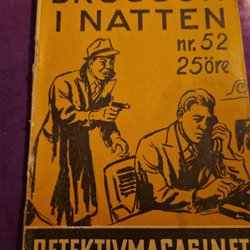 I NATTEN
nr. 52
25 öre
DETEKTIVMAGASINET